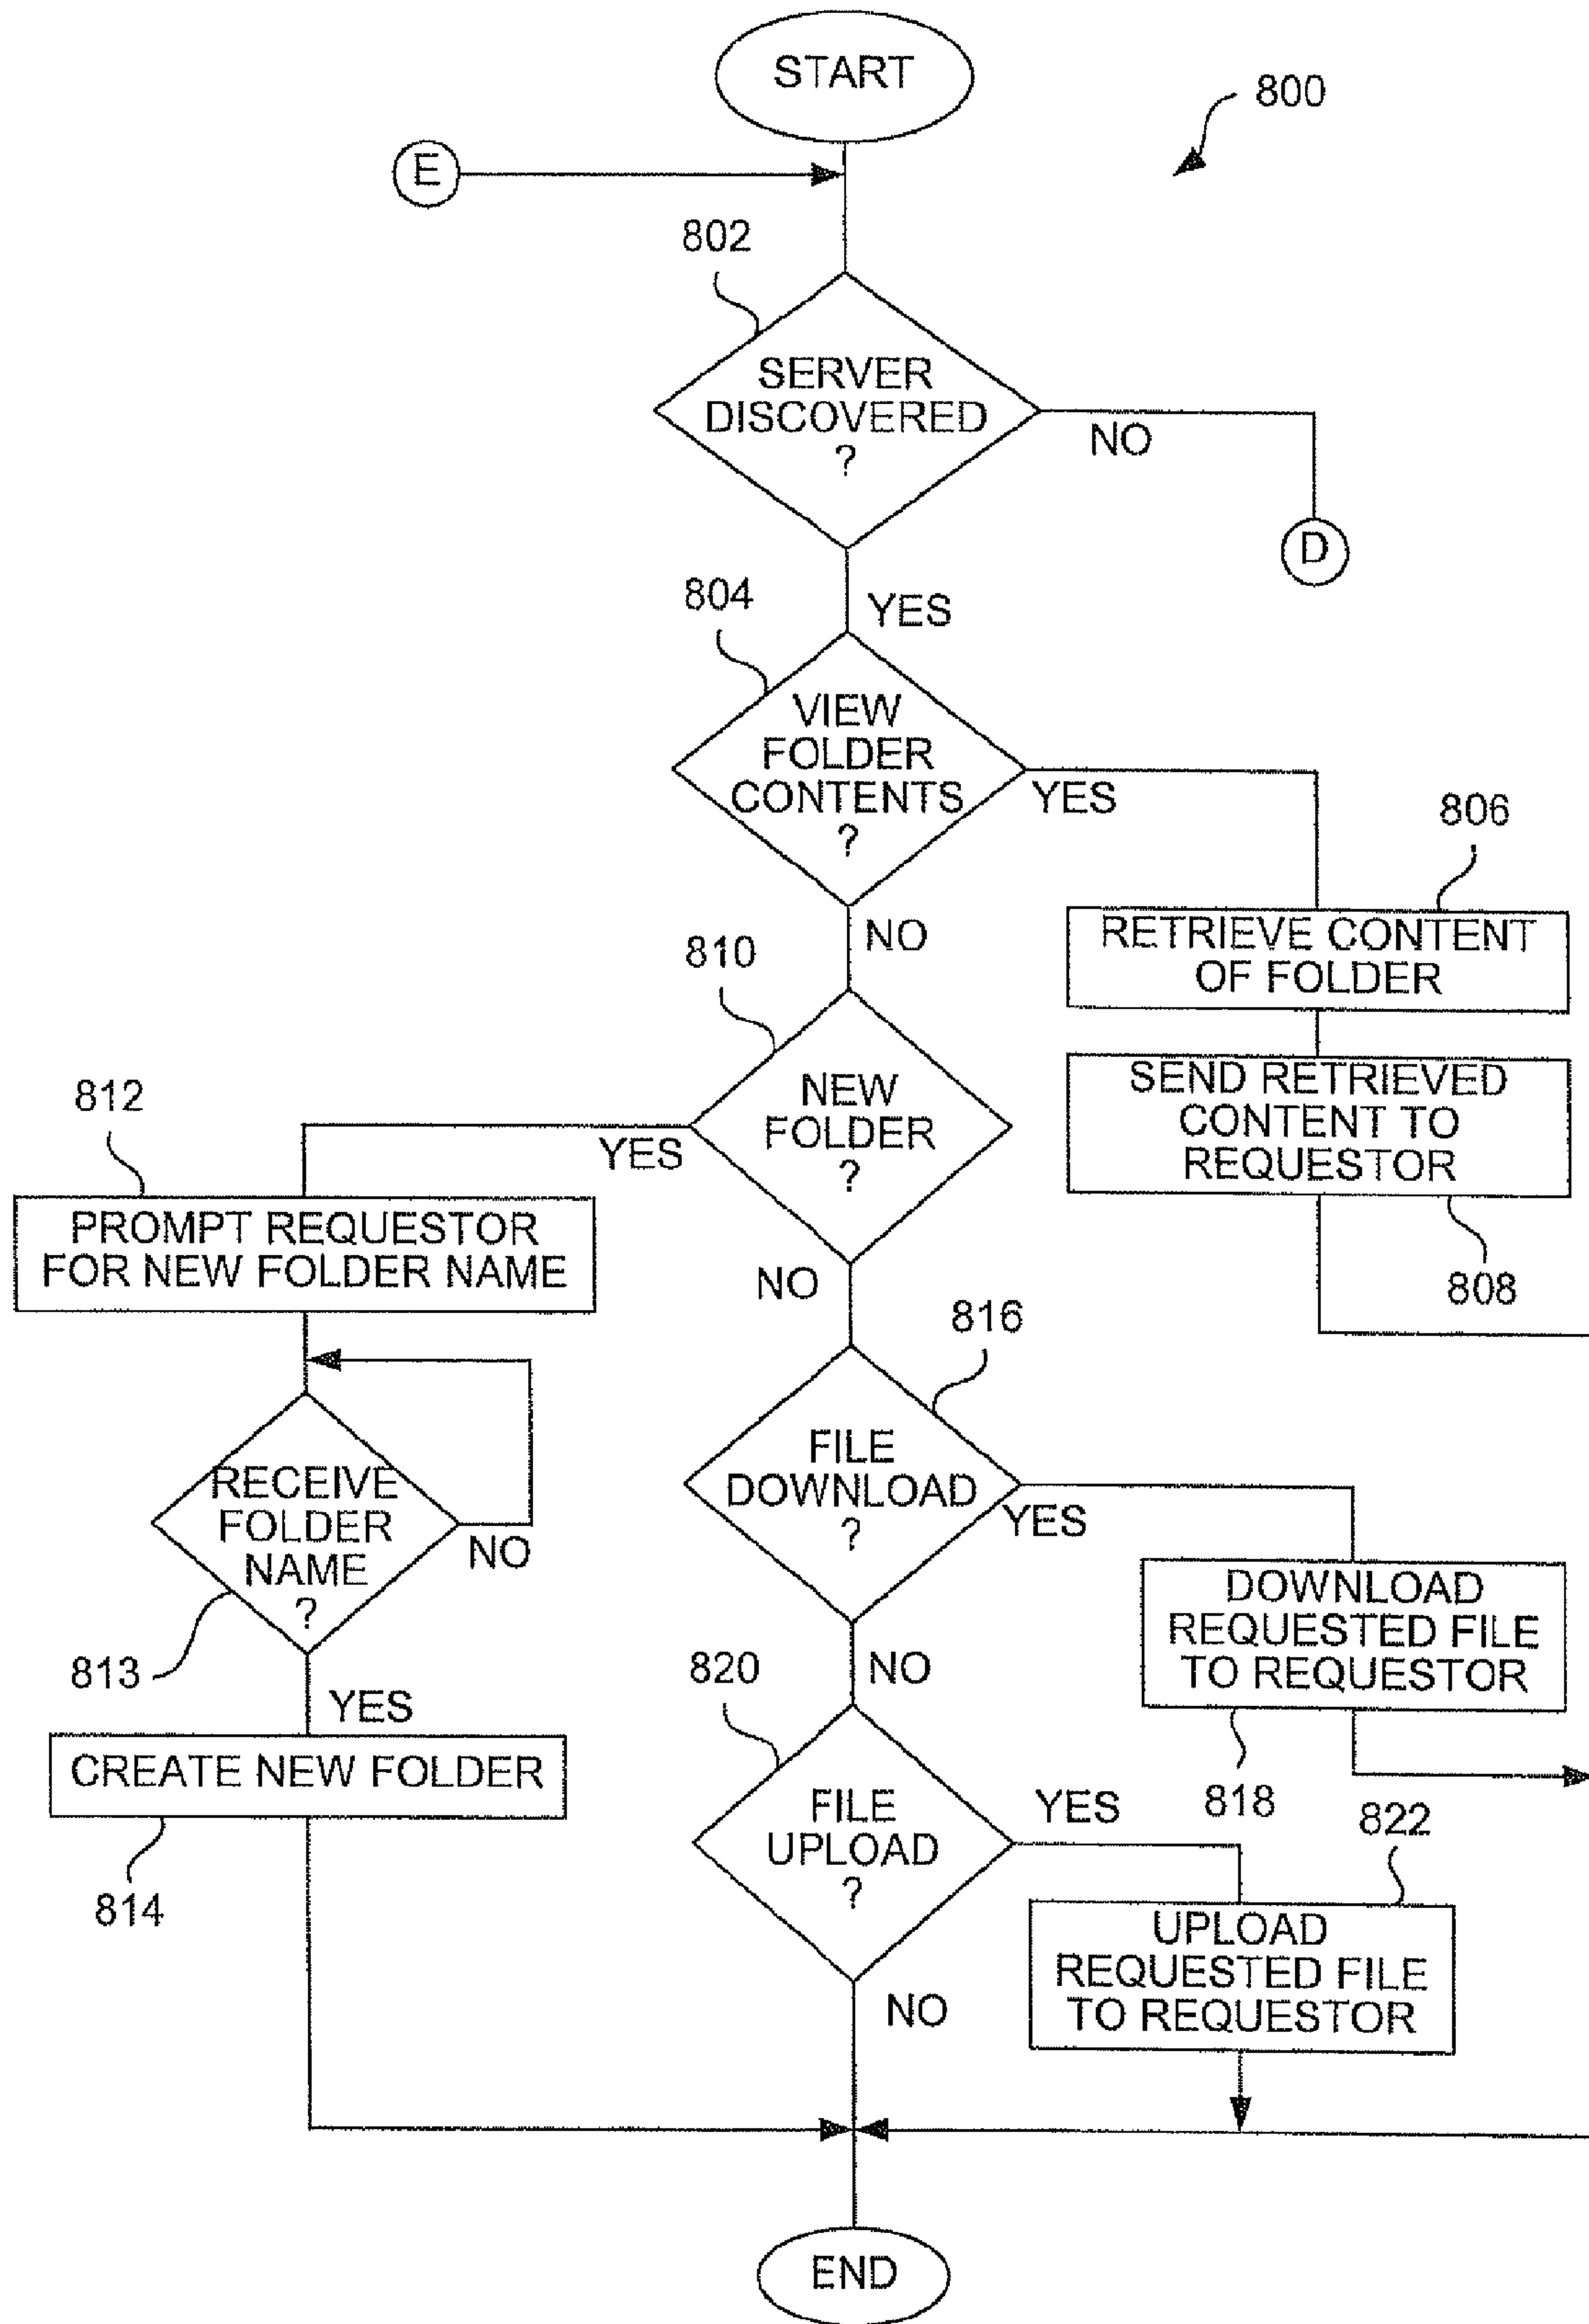 START
800
E
802
SERVER
DISCOVERED
?
NO
D
804
YES
VIEW
FOLDER
CONTENTS
?
YES
806
RETRIEVE CONTENT
OF FOLDER
NO
810
SEND RETRIEVED
CONTENT TO
REQUESTOR
808
NEW
FOLDER
?
YES
812
PROMPT REQUESTOR
FOR NEW FOLDER NAME
NO
816
RECEIVE
FOLDER
NAME
?
NO
813
YES
CREATE NEW FOLDER
814
FILE
DOWNLOAD
?
YES
DOWNLOAD
REQUESTED FILE
TO REQUESTOR
818
NO
820
FILE
UPLOAD
?
YES
822
UPLOAD
REQUESTED FILE
TO REQUESTOR
NO
END